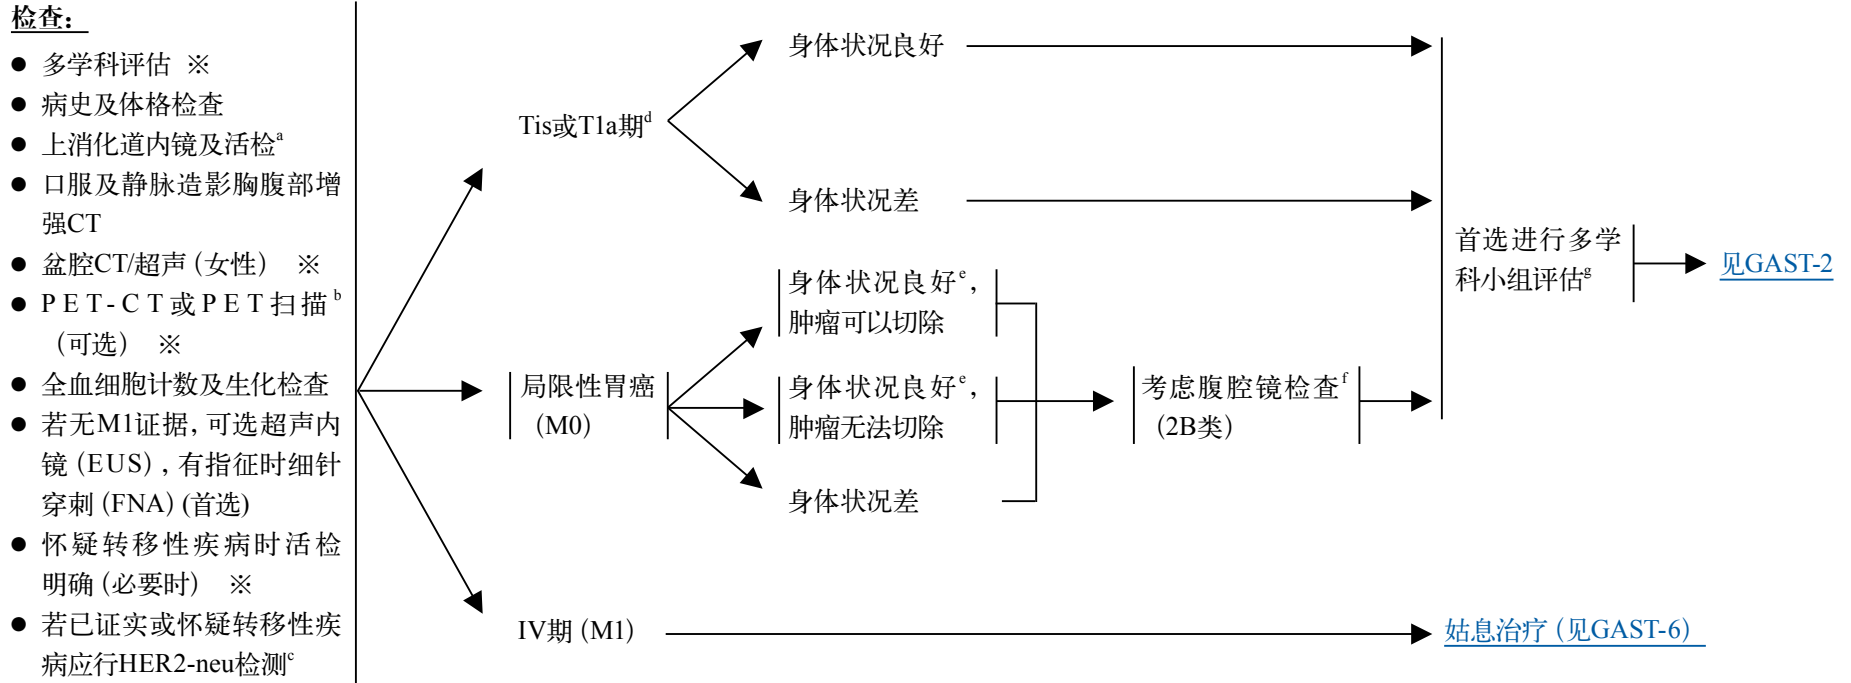 检查：
● 多学科评估 ※
● 病史及体格检查
● 上消化道内镜及活检a
● 口服及静脉造影胸腹部增
强CT
● 盆腔CT/超声（女性） ※
● PET-CT或PET扫描b
（可选） ※
● 全血细胞计数及生化检查
● 若无M1证据，可选超声内
镜（EUS），有指征时细针
穿刺（FNA）(首选)
● 怀疑转移性疾病时活检
明确（必要时） ※
● 若已证实或怀疑转移性疾
病应行HER2-neu检测c
Tis或T1a期d
身体状况良好
身体状况差
局限性胃癌
（M0）
身体状况良好e，
肿瘤可以切除
身体状况良好e，
肿瘤无法切除
身体状况差
考虑腹腔镜检查f
（2B类）
首选进行多学
科小组评估g
见GAST-2
IV期（M1）
姑息治疗（见GAST-6）